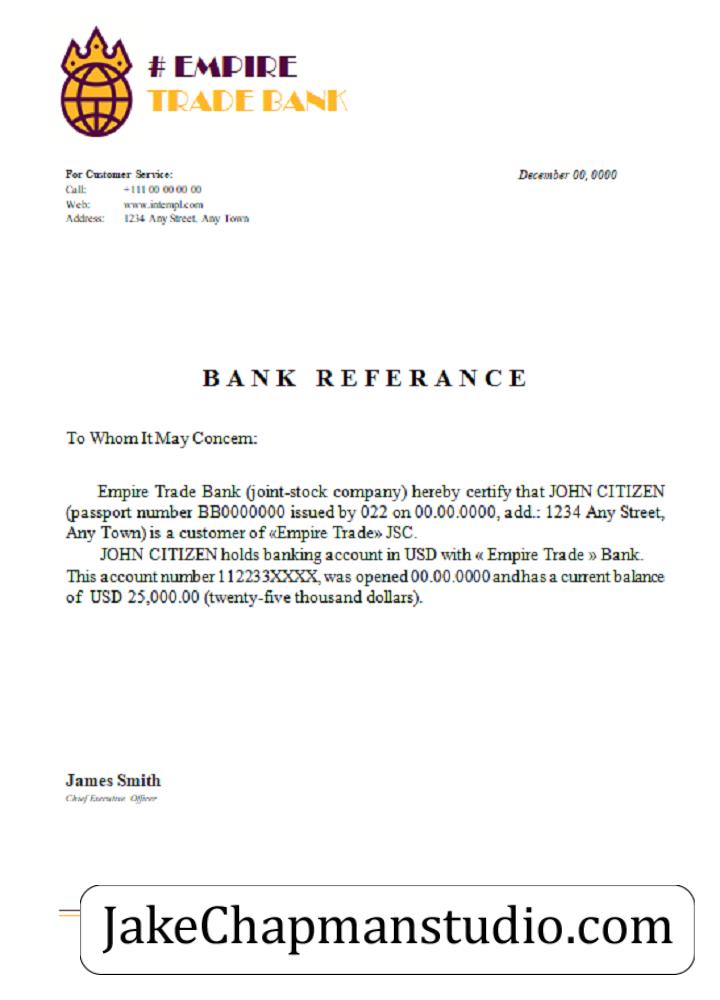 # EMPIRE
TRADE BANK
For Customer Service:
December 00, 0000
Call: +111 00 00 00 00
Web: www.intempl.com
Address: 1234 Any Street, Any Town
BANK REFERANCE
To Whom It May Concern:
Empire Trade Bank (joint-stock company) hereby certify that JOHN CITIZEN
(passport number BB0000000 issued by 022 on 00.00.0000, add.: 1234 Any Street,
Any Town) is a customer of «Empire Trade» JSC.
JOHN CITIZEN holds banking account in USD with « Empire Trade » Bank.
This account number 112233XXXX, was opened 00.00.0000 andhas a current balance
of USD 25,000.00 (twenty-five thousand dollars).
James Smith
Chief Executive Officer
JakeChapmanstudio.com